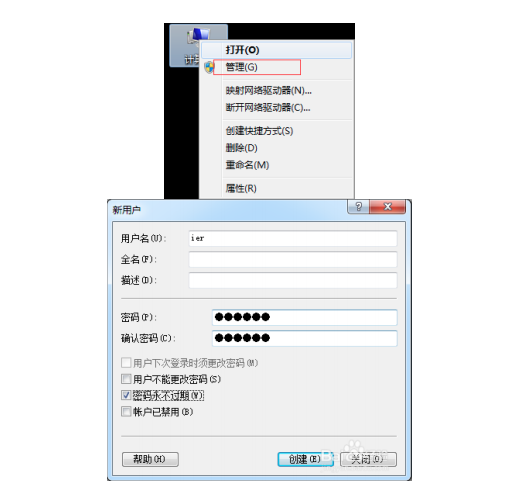 打开(O)
管理(G)
映射网络驱动器(N)...
断开网络驱动器(C)...
创建快捷方式(S)
删除(D)
重命名(M)
属性(R)
新用户
用户名(U): ier
全名(F):
描述(D):
密码(P): ●●●●●●
确认密码(C): ●●●●●●
用户下次登录时须更改密码(M)
用户不能更改密码(S)
密码永不过期(W)
帐户已禁用(B)
帮助(H) 创建(E) 关闭(O)